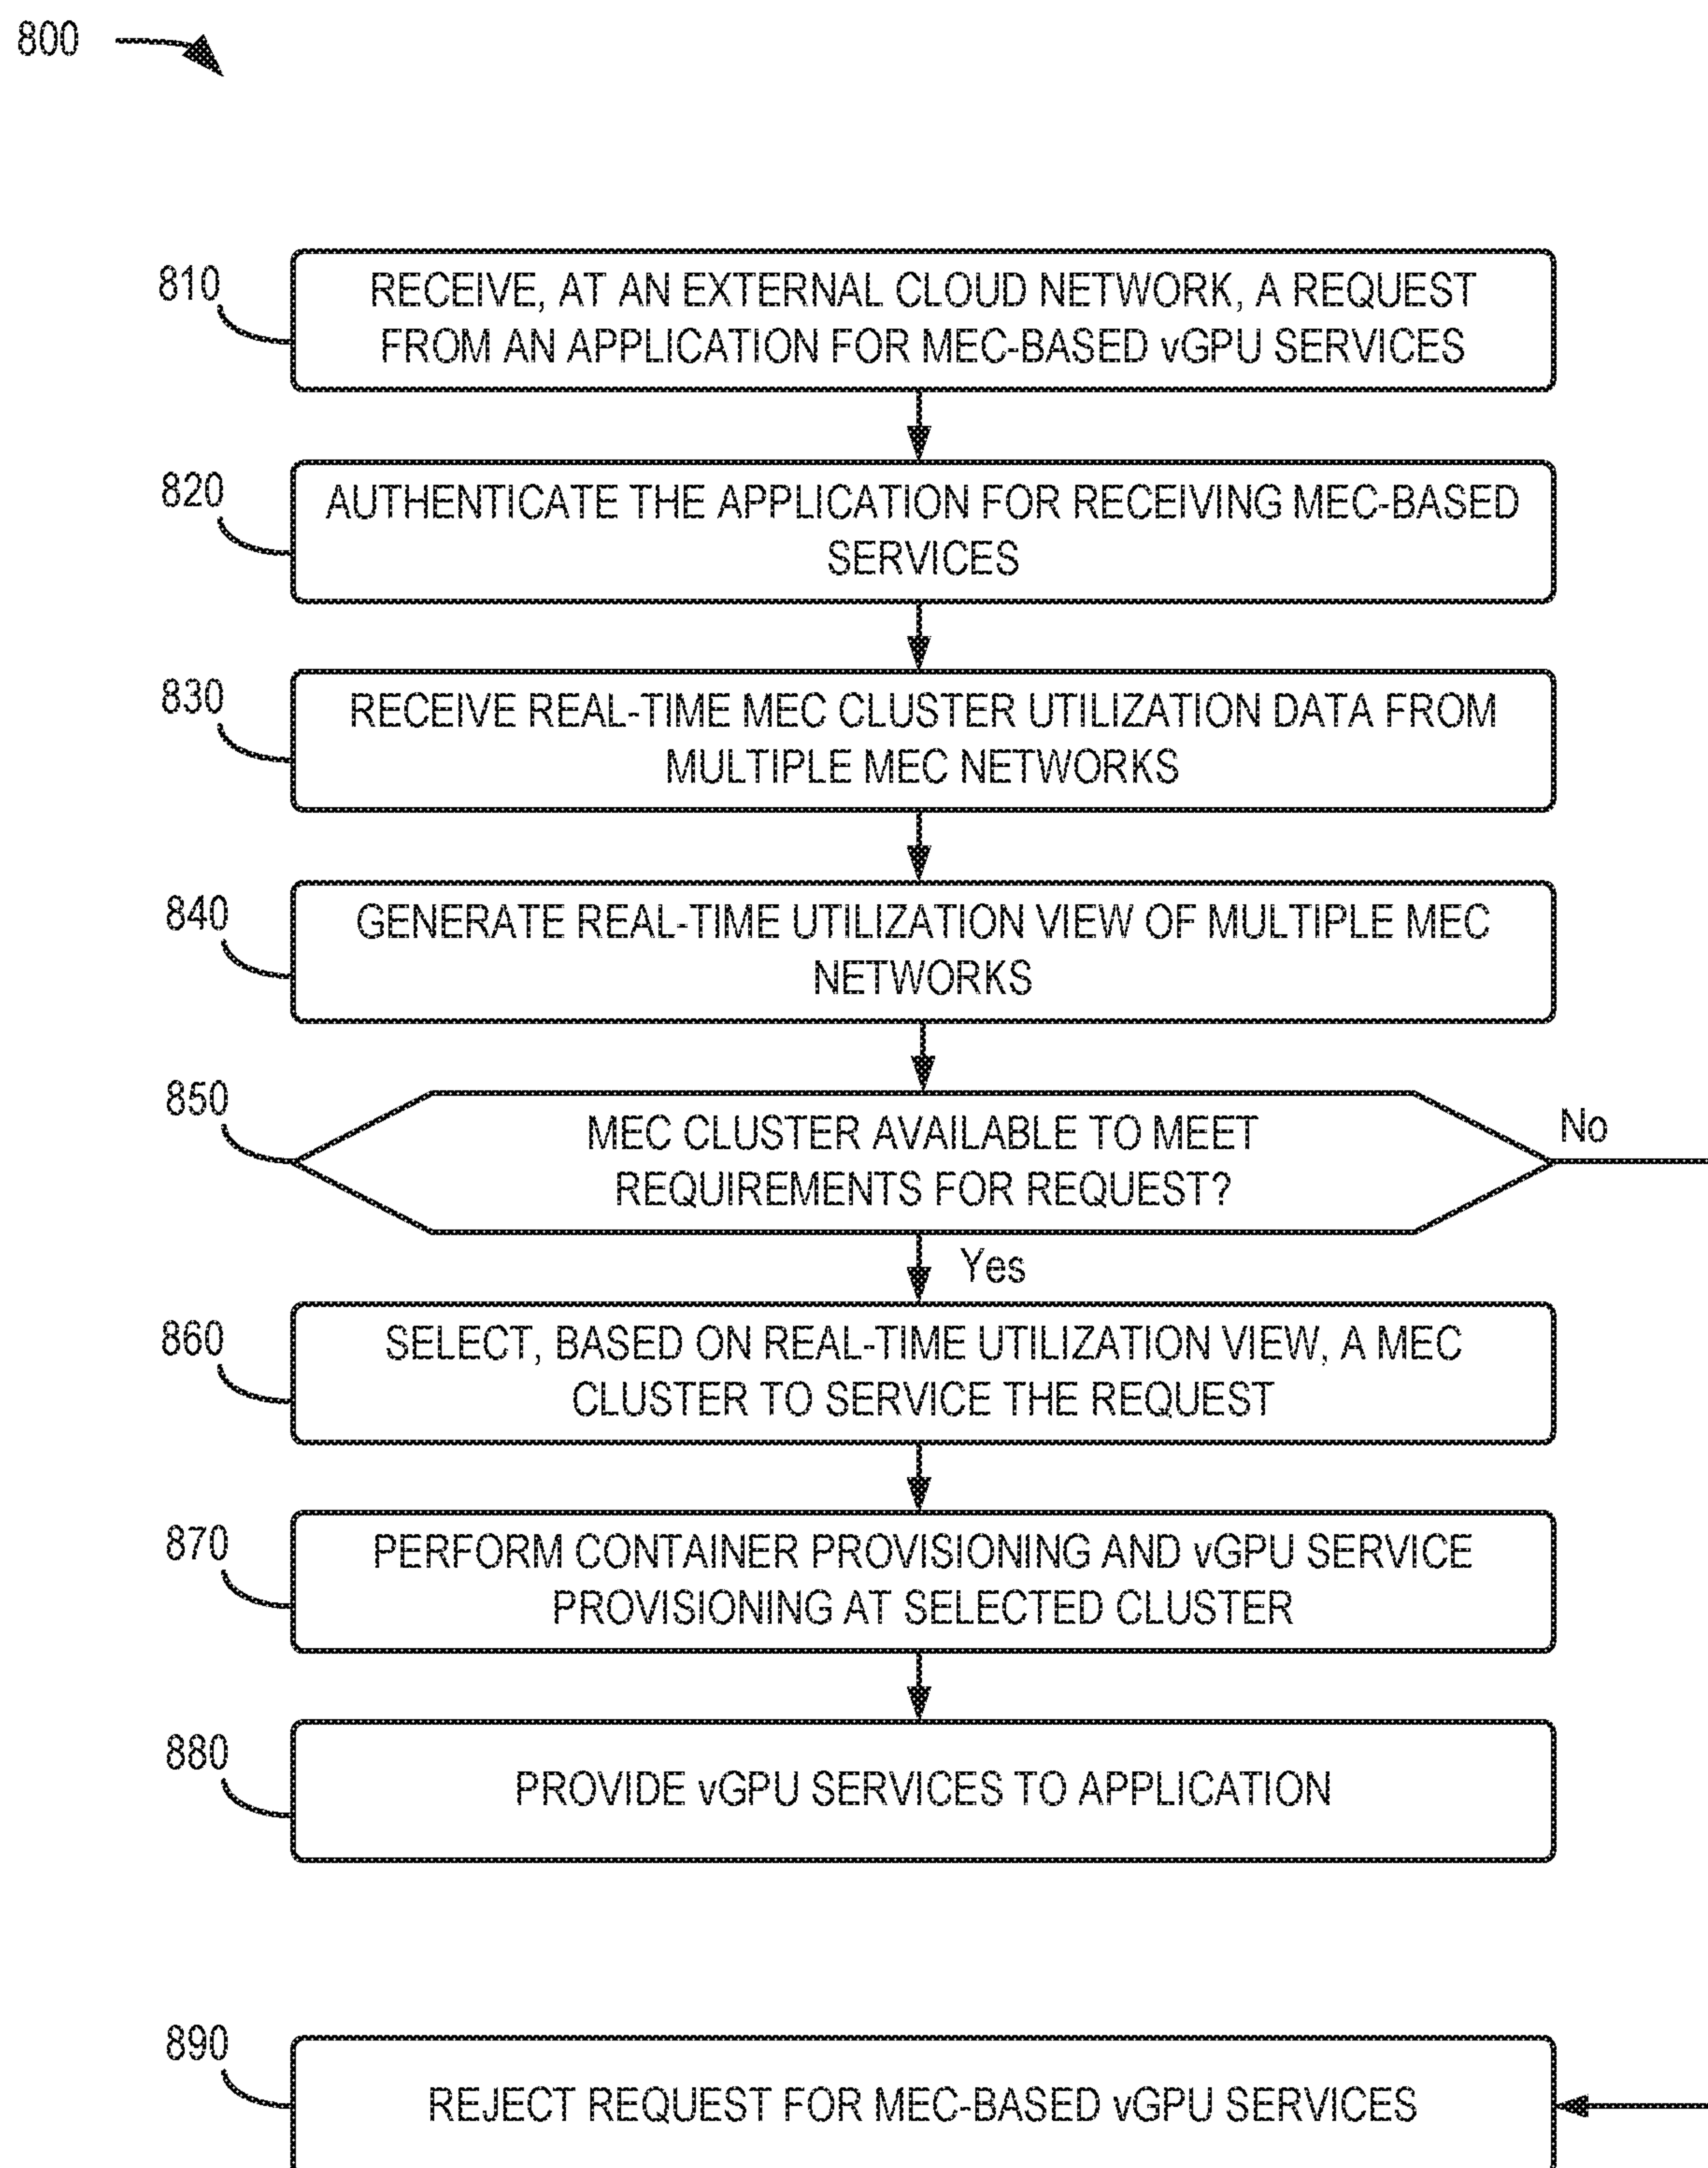 800
810
RECEIVE, AT AN EXTERNAL CLOUD NETWORK, A REQUEST
FROM AN APPLICATION FOR MEC-BASED vGPU SERVICES
820
AUTHENTICATE THE APPLICATION FOR RECEIVING MEC-BASED
SERVICES
830
RECEIVE REAL-TIME MEC CLUSTER UTILIZATION DATA FROM
MULTIPLE MEC NETWORKS
840
GENERATE REAL-TIME UTILIZATION VIEW OF MULTIPLE MEC
NETWORKS
850
MEC CLUSTER AVAILABLE TO MEET
REQUIREMENTS FOR REQUEST?
No
Yes
860
SELECT, BASED ON REAL-TIME UTILIZATION VIEW, A MEC
CLUSTER TO SERVICE THE REQUEST
870
PERFORM CONTAINER PROVISIONING AND vGPU SERVICE
PROVISIONING AT SELECTED CLUSTER
880
PROVIDE vGPU SERVICES TO APPLICATION
890
REJECT REQUEST FOR MEC-BASED vGPU SERVICES